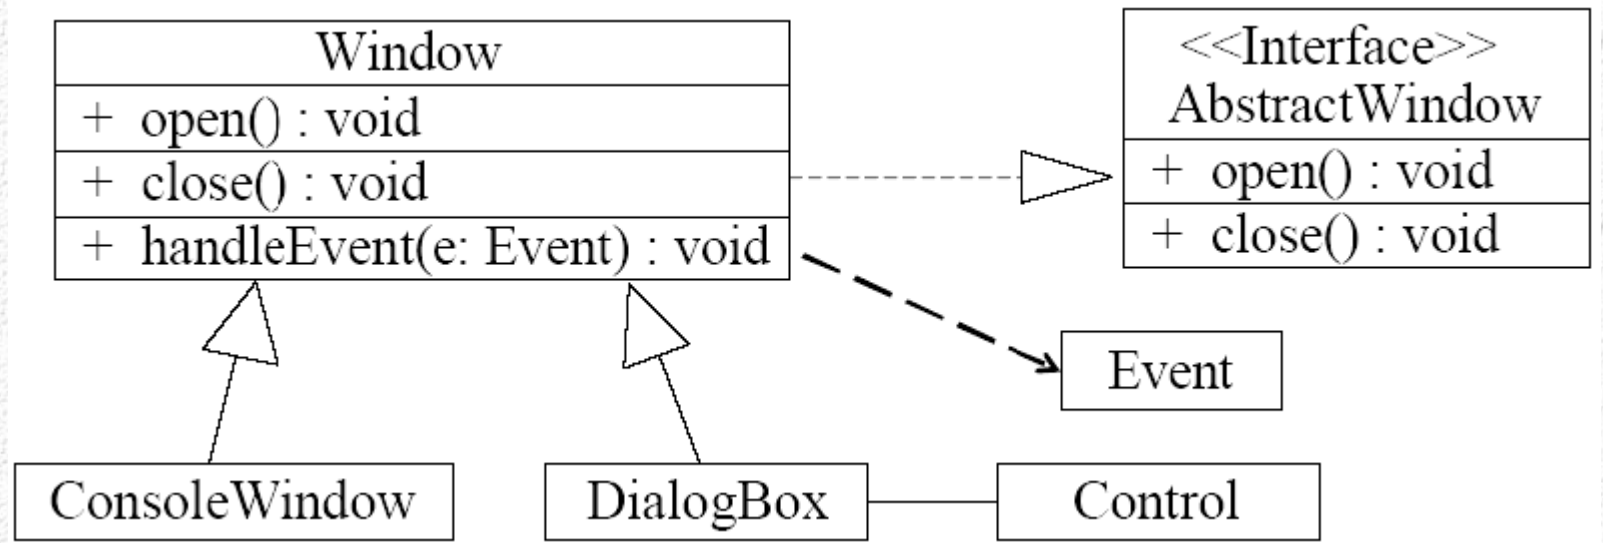 Window
+ open() : void
+ close() : void
+ handleEvent(e: Event) : void
<<Interface>>
AbstractWindow
+ open() : void
+ close() : void
Event
ConsoleWindow
DialogBox
Control